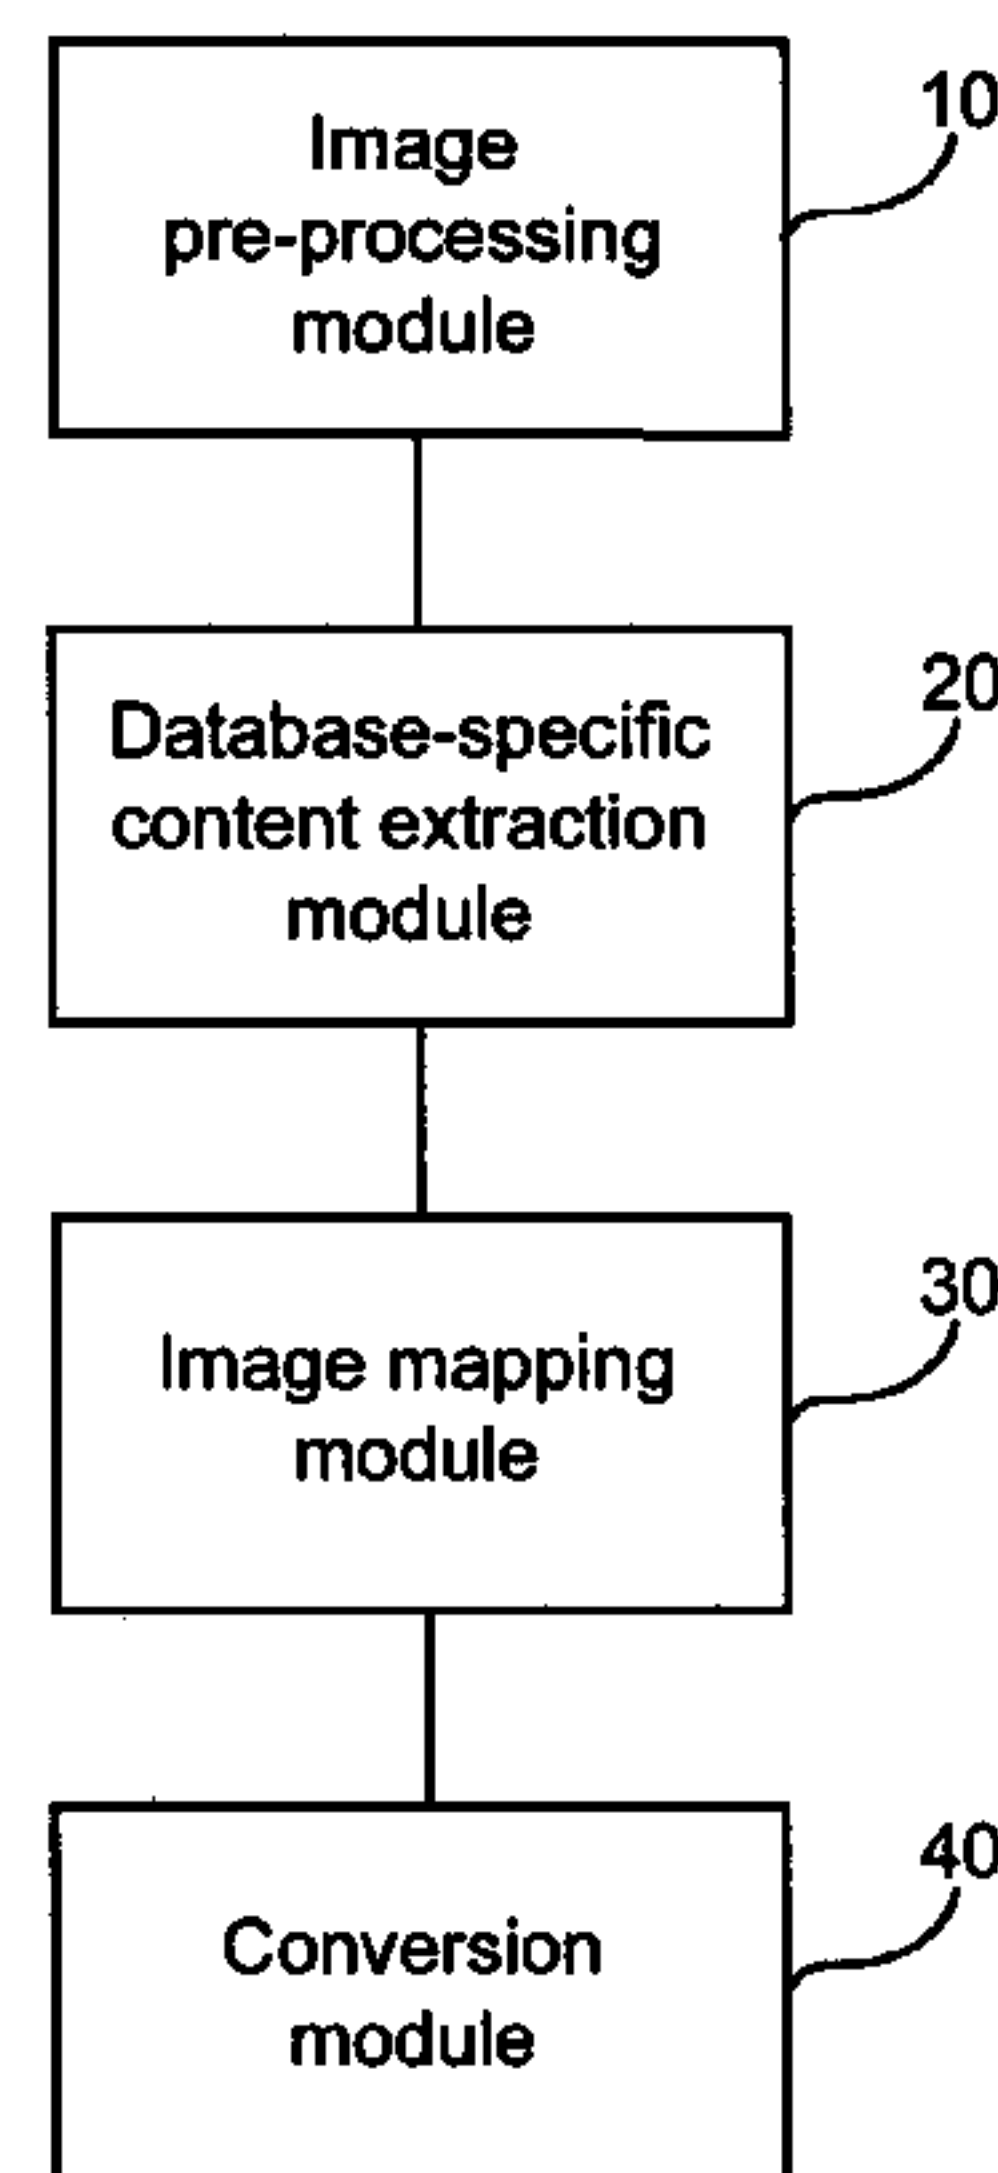 Image
pre-processing
module
10
Database-specific
content extraction
module
20
Image mapping
module
30
Conversion
module
40